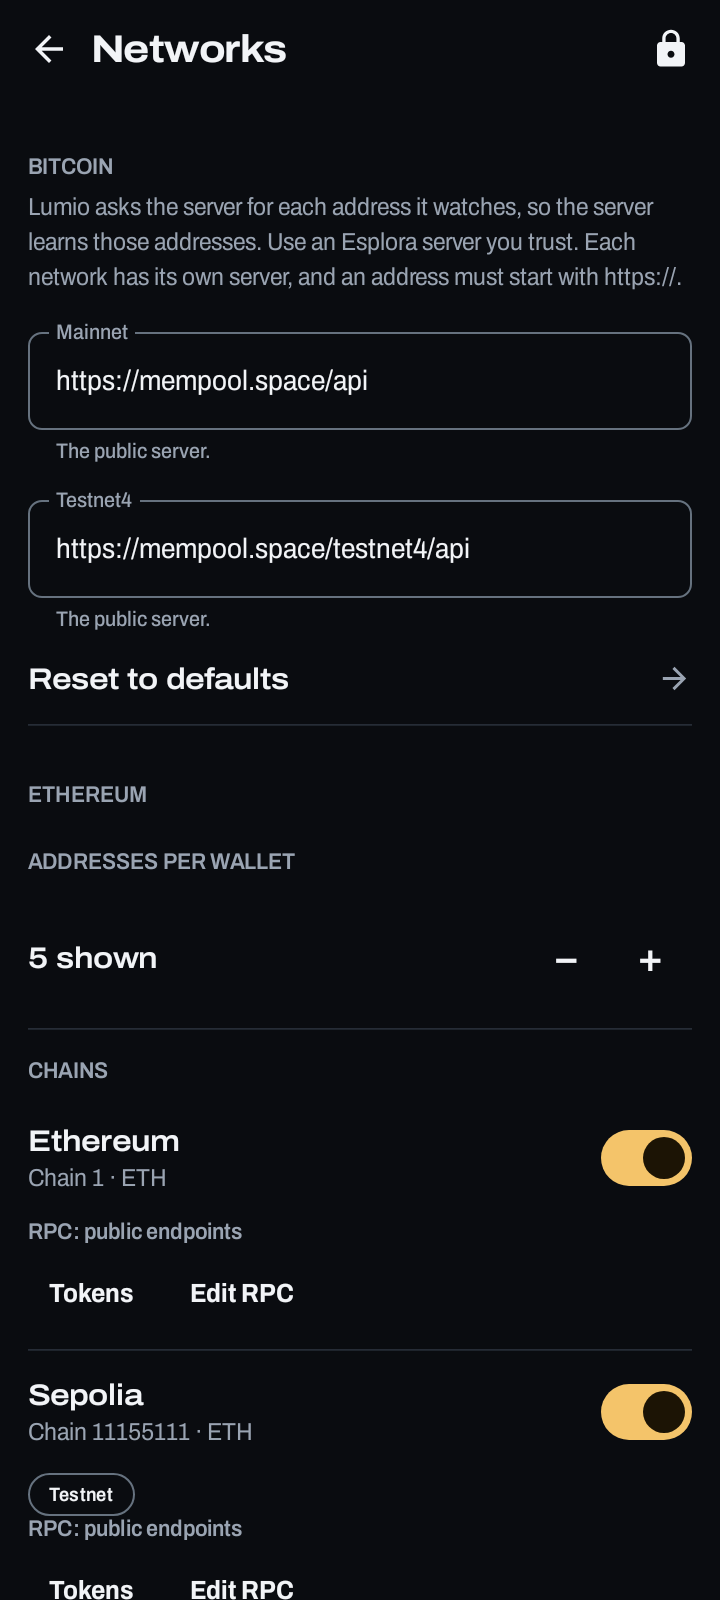 Networks
BITCOIN
Lumio asks the server for each address it watches, so the server
learns those addresses. Use an Esplora server you trust. Each
network has its own server, and an address must start with https://.
Mainnet
https://mempool.space/api
The public server.
Testnet4
https://mempool.space/testnet4/api
The public server.
Reset to defaults
ETHEREUM
ADDRESSES PER WALLET
5 shown
CHAINS
Ethereum
Chain 1 · ETH
RPC: public endpoints
Tokens Edit RPC
Sepolia
Chain 11155111 · ETH
Testnet
RPC: public endpoints
Tokens Edit RPC